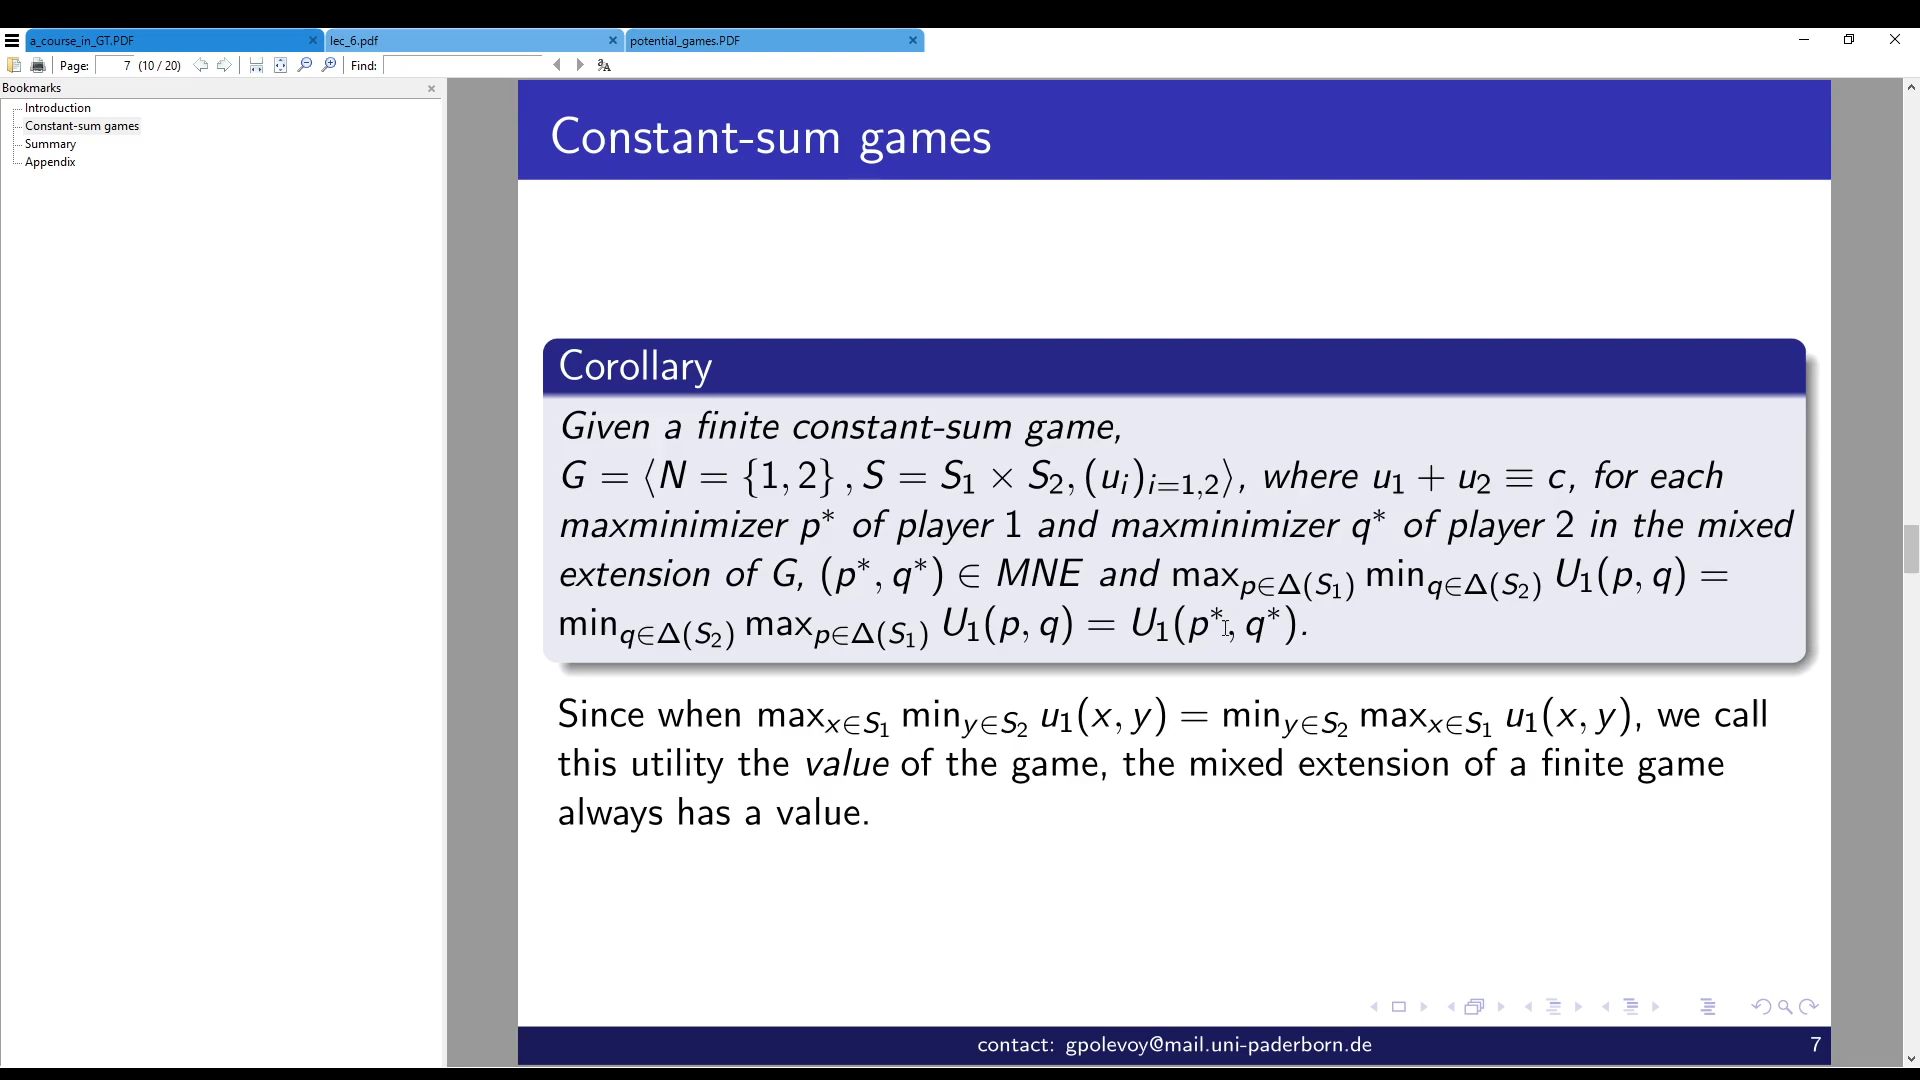 a_course_in_GT.PDF
lec_6.pdf
potential_games.PDF
Page: 7 (10 / 20) Find:
Bookmarks
Introduction
Constant-sum games
Summary
Appendix
Constant-sum games
Corollary
Given a finite constant-sum game,
G = ⟨N = {1, 2} , S = S₁ × S₂, (uᵢ)ᵢ₌₁,₂⟩, where u₁ + u₂ ≡ c, for each
maxminimizer p* of player 1 and maxminimizer q* of player 2 in the mixed
extension of G, (p*, q*) ∈ MNE and max_{p∈Δ(S₁)} min_{q∈Δ(S₂)} U₁(p, q) =
min_{q∈Δ(S₂)} max_{p∈Δ(S₁)} U₁(p, q) = U₁(p*, q*).
Since when max_{x∈S₁} min_{y∈S₂} u₁(x, y) = min_{y∈S₂} max_{x∈S₁} u₁(x, y), we call
this utility the value of the game, the mixed extension of a finite game
always has a value.
contact: gpolevoy@mail.uni-paderborn.de 7